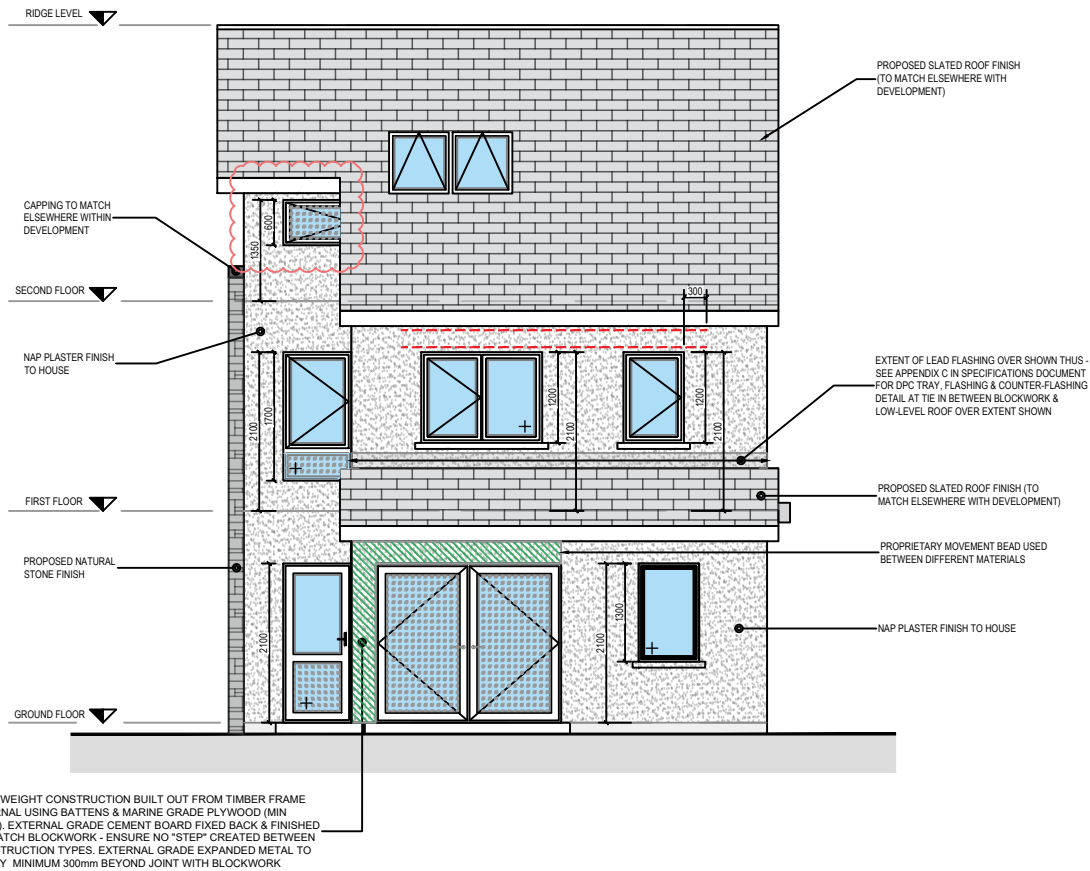 RIDGE LEVEL
PROPOSED SLATED ROOF FINISH
(TO MATCH ELSEWHERE WITH
DEVELOPMENT)
CAPPING TO MATCH
ELSEWHERE WITHIN
DEVELOPMENT
600
1350
SECOND FLOOR
300
NAP PLASTER FINISH
TO HOUSE
EXTENT OF LEAD FLASHING OVER SHOWN THUS -
SEE APPENDIX C IN SPECIFICATIONS DOCUMENT
FOR DPC TRAY, FLASHING & COUNTER-FLASHING
DETAIL AT TIE IN BETWEEN BLOCKWORK &
LOW-LEVEL ROOF OVER EXTENT SHOWN
2100
1700
1200
2100
1200
2100
FIRST FLOOR
PROPOSED SLATED ROOF FINISH (TO
MATCH ELSEWHERE WITH DEVELOPMENT)
PROPRIETARY MOVEMENT BEAD USED
BETWEEN DIFFERENT MATERIALS
PROPOSED NATURAL
STONE FINISH
2100
2100
1300
NAP PLASTER FINISH TO HOUSE
GROUND FLOOR
WEIGHT CONSTRUCTION BUILT OUT FROM TIMBER FRAME
NAL USING BATTENS & MARINE GRADE PLYWOOD (MIN
). EXTERNAL GRADE CEMENT BOARD FIXED BACK & FINISHED
ATCH BLOCKWORK - ENSURE NO "STEP" CREATED BETWEEN
TRUCTION TYPES. EXTERNAL GRADE EXPANDED METAL TO
Y MINIMUM 300mm BEYOND JOINT WITH BLOCKWORK